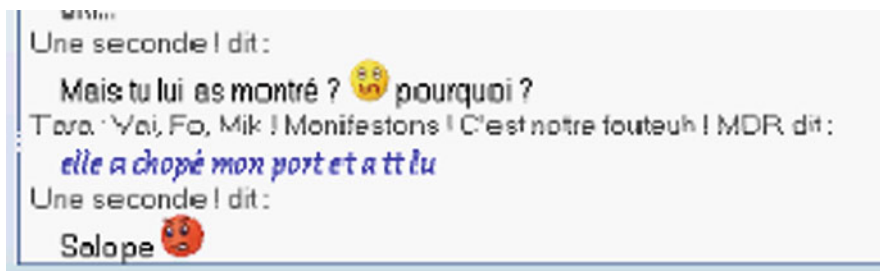 Une seconde ! dit :
Mais tu lui as montré ? pourquoi ?
Tara : Vai, Fo, Mik ! Manifestons ! C'est notre fouteuh ! MDR dit :
elle a chopé mon port et a tt lu
Une seconde ! dit :
Salope